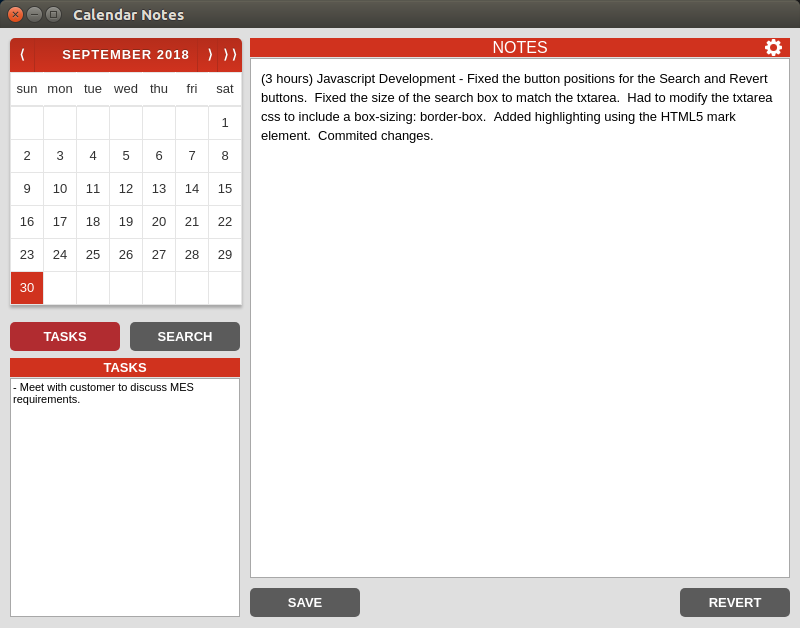 Calendar Notes
⟨ SEPTEMBER 2018 ⟩ ⟩⟩
sun mon tue wed thu fri sat
1
2 3 4 5 6 7 8
9 10 11 12 13 14 15
16 17 18 19 20 21 22
23 24 25 26 27 28 29
30
TASKS SEARCH
TASKS
- Meet with customer to discuss MES
requirements.
NOTES
(3 hours) Javascript Development - Fixed the button positions for the Search and Revert
buttons.  Fixed the size of the search box to match the txtarea.  Had to modify the txtarea
css to include a box-sizing: border-box.  Added highlighting using the HTML5 mark
element.  Commited changes.
SAVE REVERT